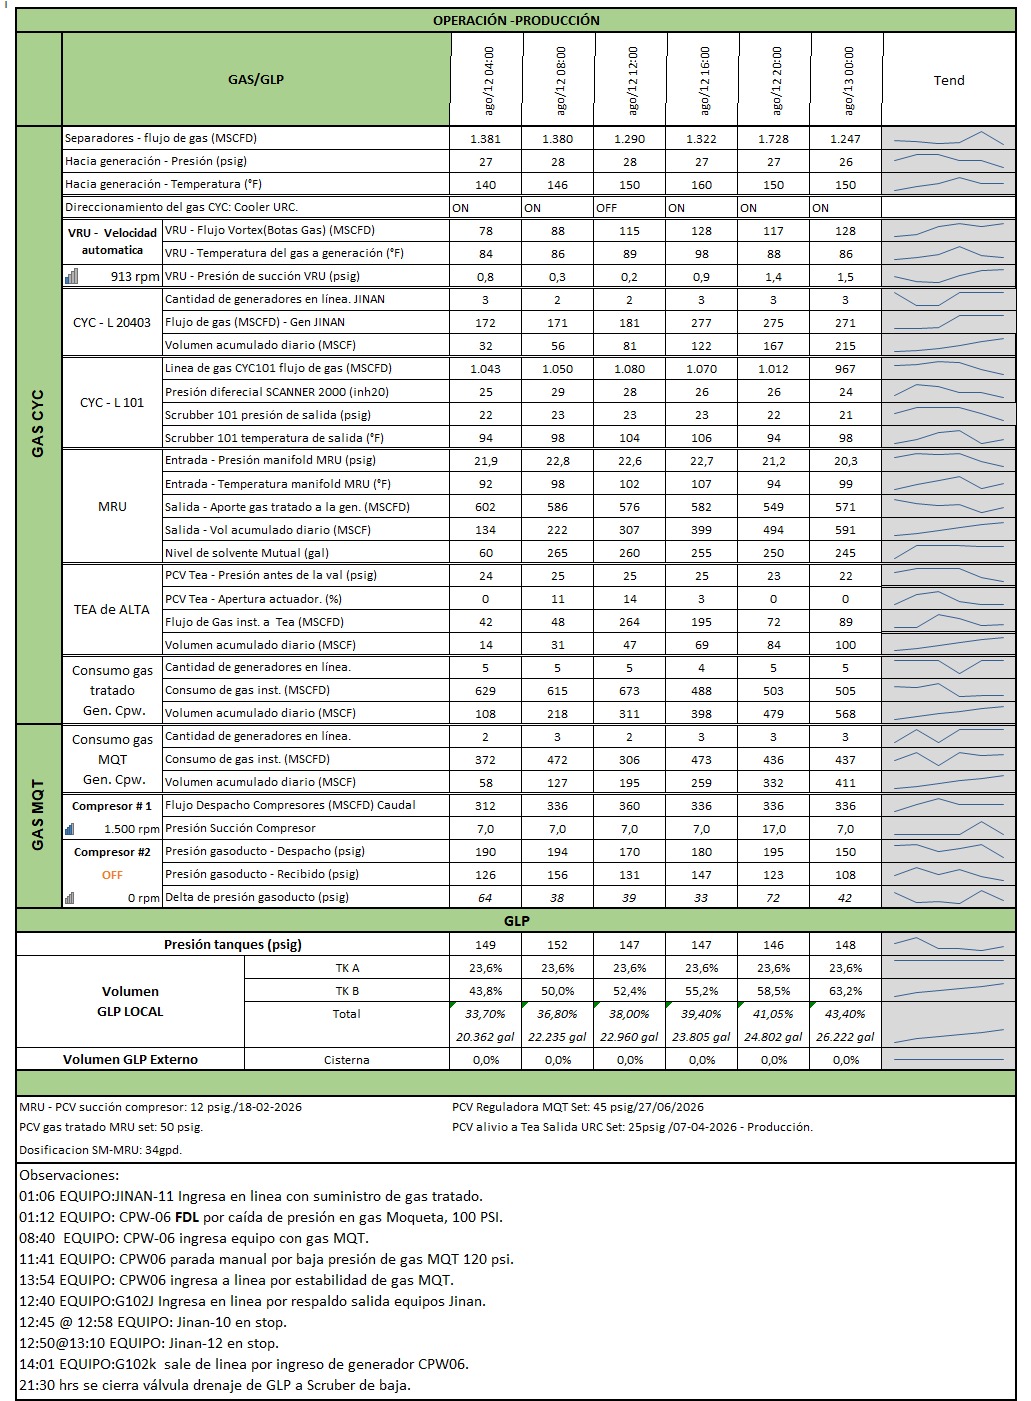 OPERACIÓN -PRODUCCIÓN
GAS/GLP ago/12 04:00 ago/12 08:00 ago/12 12:00 ago/12 16:00 ago/12 20:00 ago/13 00:00 Tend
GAS CYC
Separadores - flujo de gas (MSCFD) 1.381 1.380 1.290 1.322 1.728 1.247
Hacia generación - Presión (psig) 27 28 28 27 27 26
Hacia generación - Temperatura (°F) 140 146 150 160 150 150
Direccionamiento del gas CYC: Cooler URC. ON ON OFF ON ON ON
VRU - Velocidad automatica
913 rpm
VRU - Flujo Vortex(Botas Gas) (MSCFD) 78 88 115 128 117 128
VRU - Temperatura del gas a generación (°F) 84 86 89 98 88 86
VRU - Presión de succión VRU (psig) 0,8 0,3 0,2 0,9 1,4 1,5
CYC - L 20403
Cantidad de generadores en línea. JINAN 3 2 2 3 3 3
Flujo de gas (MSCFD) - Gen JINAN 172 171 181 277 275 271
Volumen acumulado diario (MSCF) 32 56 81 122 167 215
CYC - L 101
Linea de gas CYC101 flujo de gas (MSCFD) 1.043 1.050 1.080 1.070 1.012 967
Presión diferecial SCANNER 2000 (inh20) 25 29 28 26 26 24
Scrubber 101 presión de salida (psig) 22 23 23 23 22 21
Scrubber 101 temperatura de salida (°F) 94 98 104 106 94 98
MRU
Entrada - Presión manifold MRU (psig) 21,9 22,8 22,6 22,7 21,2 20,3
Entrada - Temperatura manifold MRU (°F) 92 98 102 107 94 99
Salida - Aporte gas tratado a la gen. (MSCFD) 602 586 576 582 549 571
Salida - Vol acumulado diario (MSCF) 134 222 307 399 494 591
Nivel de solvente Mutual (gal) 60 265 260 255 250 245
TEA de ALTA
PCV Tea - Presión antes de la val (psig) 24 25 25 25 23 22
PCV Tea - Apertura actuador. (%) 0 11 14 3 0 0
Flujo de Gas inst. a Tea (MSCFD) 42 48 264 195 72 89
Volumen acumulado diario (MSCF) 14 31 47 69 84 100
Consumo gas tratado Gen. Cpw.
Cantidad de generadores en línea. 5 5 5 4 5 5
Consumo de gas inst. (MSCFD) 629 615 673 488 503 505
Volumen acumulado diario (MSCF) 108 218 311 398 479 568
GAS MQT
Consumo gas MQT Gen. Cpw.
Cantidad de generadores en línea. 2 3 2 3 3 3
Consumo de gas inst. (MSCFD) 372 472 306 473 436 437
Volumen acumulado diario (MSCF) 58 127 195 259 332 411
Compresor # 1
1.500 rpm
Flujo Despacho Compresores (MSCFD) Caudal 312 336 360 336 336 336
Presión Succión Compresor 7,0 7,0 7,0 7,0 17,0 7,0
Compresor #2
OFF
0 rpm
Presión gasoducto - Despacho (psig) 190 194 170 180 195 150
Presión gasoducto - Recibido (psig) 126 156 131 147 123 108
Delta de presión gasoducto (psig) 64 38 39 33 72 42
GLP
Presión tanques (psig) 149 152 147 147 146 148
Volumen GLP LOCAL
TK A 23,6% 23,6% 23,6% 23,6% 23,6% 23,6%
TK B 43,8% 50,0% 52,4% 55,2% 58,5% 63,2%
Total 33,70% 36,80% 38,00% 39,40% 41,05% 43,40%
20.362 gal 22.235 gal 22.960 gal 23.805 gal 24.802 gal 26.222 gal
Volumen GLP Externo Cisterna 0,0% 0,0% 0,0% 0,0% 0,0% 0,0%
MRU - PCV succión compresor: 12 psig./18-02-2026 PCV Reguladora MQT Set: 45 psig/27/06/2026
PCV gas tratado MRU set: 50 psig. PCV alivio a Tea Salida URC Set: 25psig /07-04-2026 - Producción.
Dosificacion SM-MRU: 34gpd.
Observaciones:
01:06 EQUIPO:JINAN-11 Ingresa en linea con suministro de gas tratado.
01:12 EQUIPO: CPW-06 FDL por caída de presión en gas Moqueta, 100 PSI.
08:40 EQUIPO: CPW-06 ingresa equipo con gas MQT.
11:41 EQUIPO: CPW06 parada manual por baja presión de gas MQT 120 psi.
13:54 EQUIPO: CPW06 ingresa a linea por estabilidad de gas MQT.
12:40 EQUIPO:G102J Ingresa en linea por respaldo salida equipos Jinan.
12:45 @ 12:58 EQUIPO: Jinan-10 en stop.
12:50@13:10 EQUIPO: Jinan-12 en stop.
14:01 EQUIPO:G102k sale de linea por ingreso de generador CPW06.
21:30 hrs se cierra válvula drenaje de GLP a Scruber de baja.